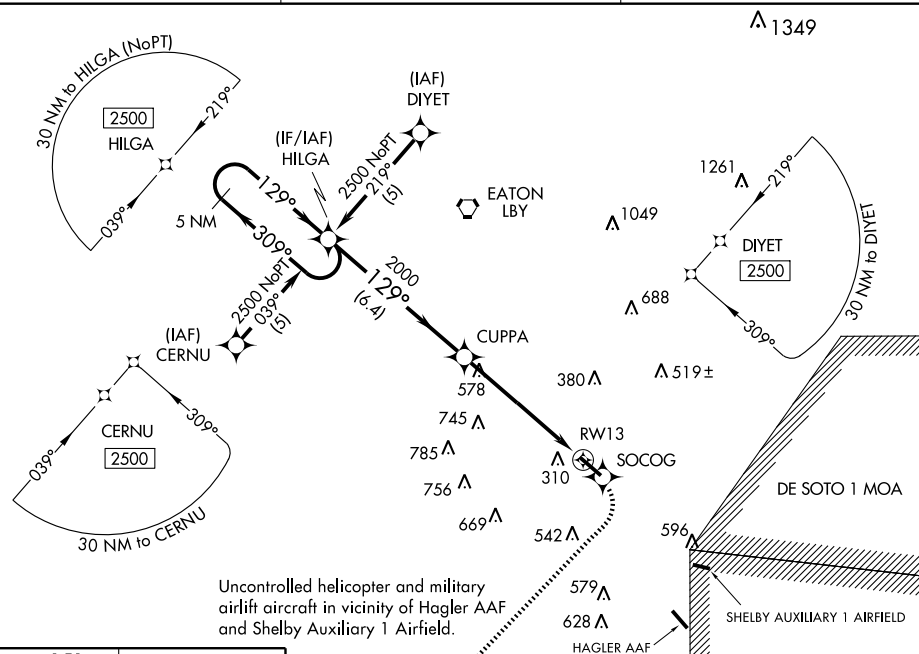 1349
30 NM to HILGA (NoPT)
2500
HILGA
219°
039°
(IAF)
DIYET
(IF/IAF)
HILGA
2500 NoPT
219°
(5)
129°
5 NM
309°
EATON
LBY
1261
1049
219°
DIYET
2500
30 NM to DIYET
309°
688
2000
129°
(6.4)
2500 NoPT
039°
(5)
(IAF)
CERNU
CUPPA
578
380
519±
CERNU
2500
309°
039°
30 NM to CERNU
745
785
756
669
RW13
310
SOCOG
542
596
DE SOTO 1 MOA
Uncontrolled helicopter and military
airlift aircraft in vicinity of Hagler AAF
and Shelby Auxiliary 1 Airfield.
579
628
HAGLER AAF
SHELBY AUXILIARY 1 AIRFIELD